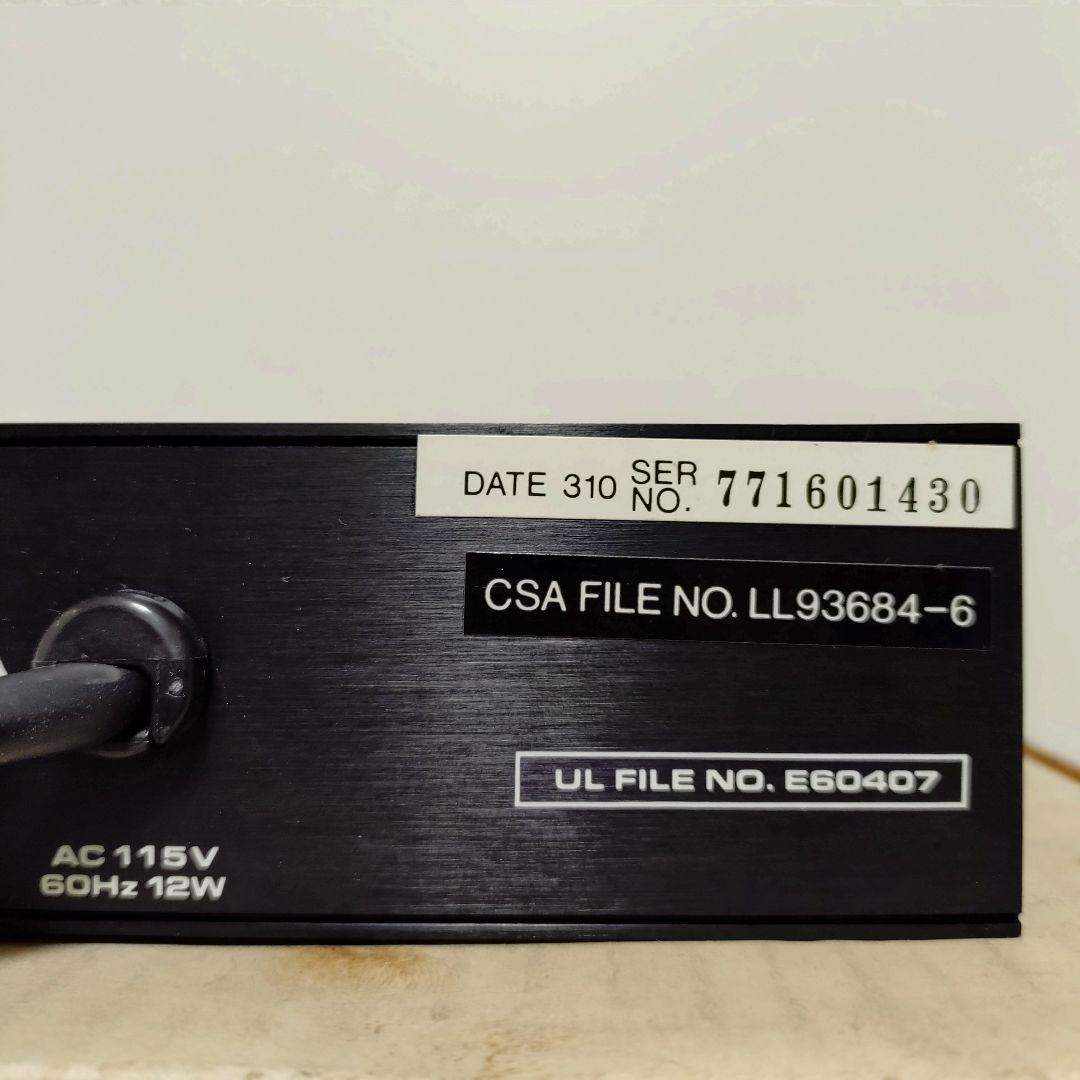 DATE 310 SER NO. 771601430
CSA FILE NO. LL93684-6
UL FILE NO. E60407
AC 115V
60Hz 12W